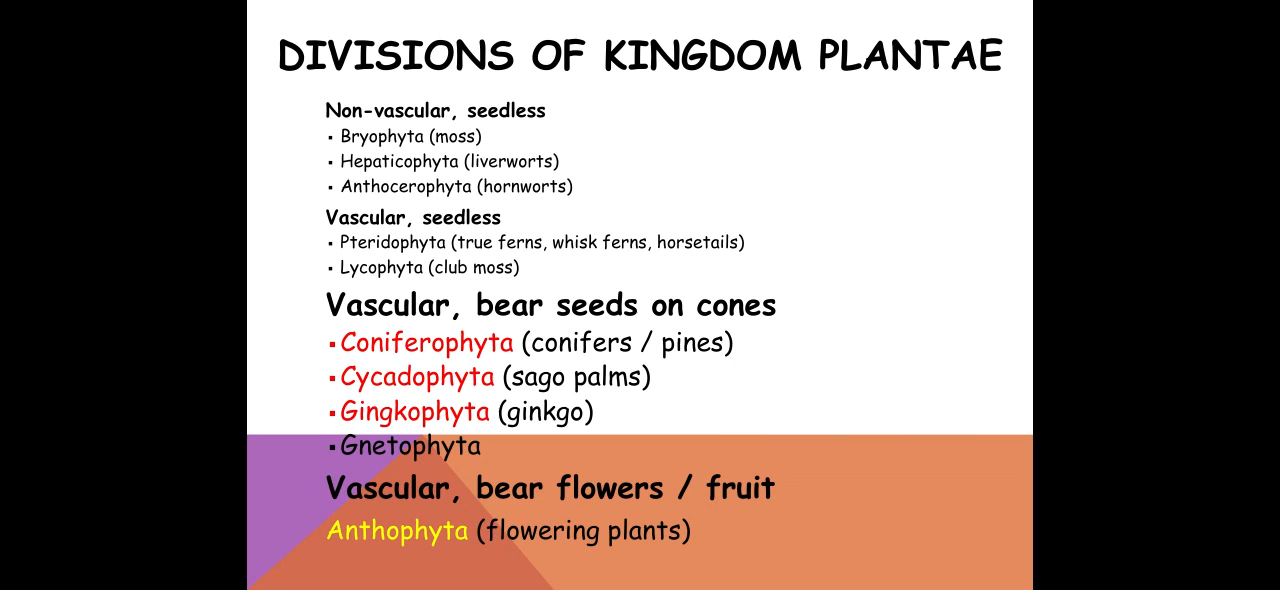 DIVISIONS OF KINGDOM PLANTAE
Non-vascular, seedless
▪ Bryophyta (moss)
▪ Hepaticophyta (liverworts)
▪ Anthocerophyta (hornworts)
Vascular, seedless
▪ Pteridophyta (true ferns, whisk ferns, horsetails)
▪ Lycophyta (club moss)
Vascular, bear seeds on cones
▪ Coniferophyta (conifers / pines)
▪ Cycadophyta (sago palms)
▪ Gingkophyta (ginkgo)
▪ Gnetophyta
Vascular, bear flowers / fruit
Anthophyta (flowering plants)